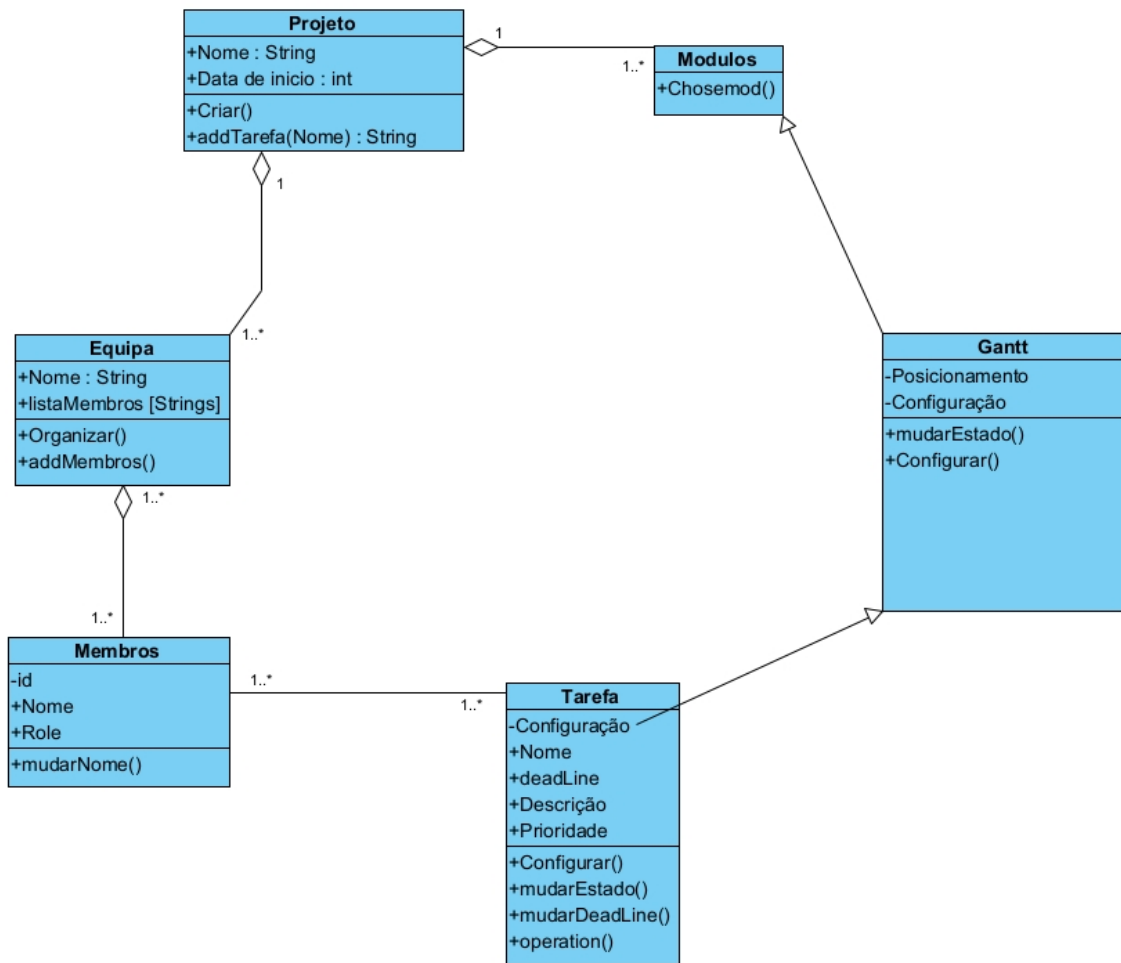 Projeto
+Nome : String
+Data de inicio : int
+Criar()
+addTarefa(Nome) : String
1
1..*
Modulos
+Chosemod()
1
1..*
Equipa
+Nome : String
+listaMembros [Strings]
+Organizar()
+addMembros()
1..*
1..*
Gantt
-Posicionamento
-Configuração
+mudarEstado()
+Configurar()
Membros
-id
+Nome
+Role
+mudarNome()
1..*
1..*
Tarefa
-Configuração
+Nome
+deadLine
+Descrição
+Prioridade
+Configurar()
+mudarEstado()
+mudarDeadLine()
+operation()